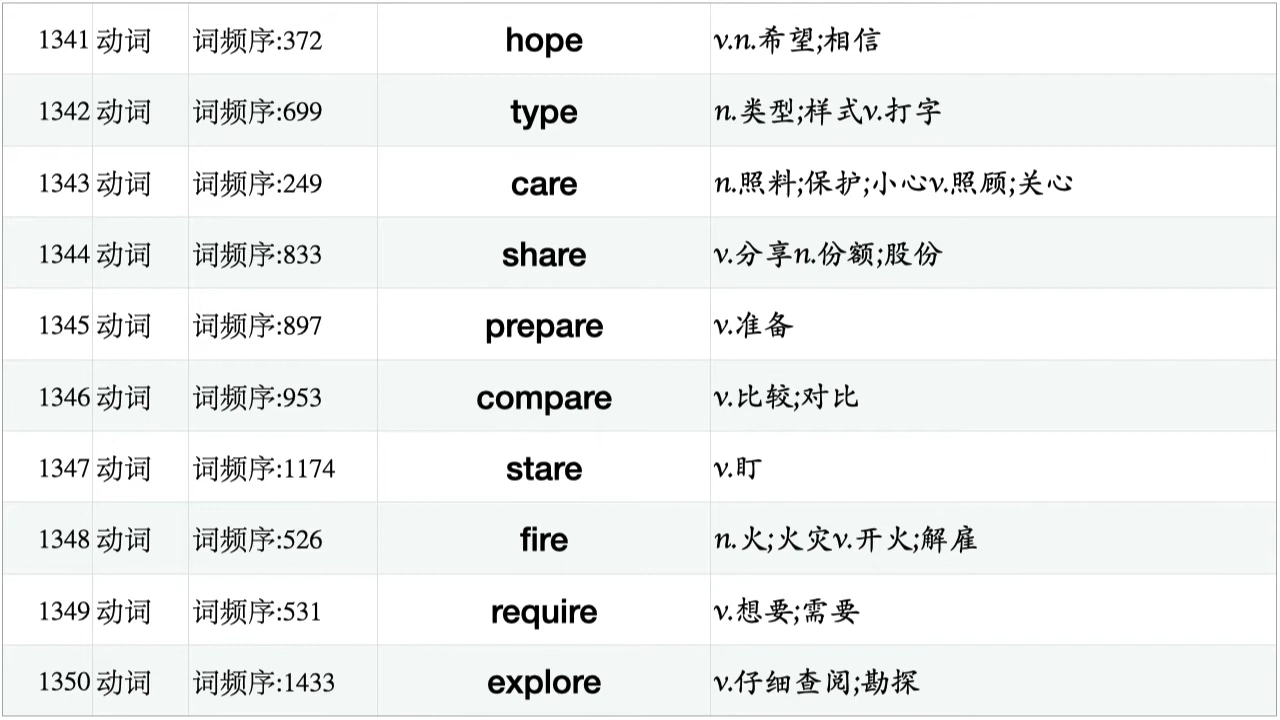 1341 动词 词频序:372 hope v.n.希望;相信
1342 动词 词频序:699 type n.类型;样式v.打字
1343 动词 词频序:249 care n.照料;保护;小心v.照顾;关心
1344 动词 词频序:833 share v.分享n.份额;股份
1345 动词 词频序:897 prepare v.准备
1346 动词 词频序:953 compare v.比较;对比
1347 动词 词频序:1174 stare v.盯
1348 动词 词频序:526 fire n.火;火灾v.开火;解雇
1349 动词 词频序:531 require v.想要;需要
1350 动词 词频序:1433 explore v.仔细查阅;勘探